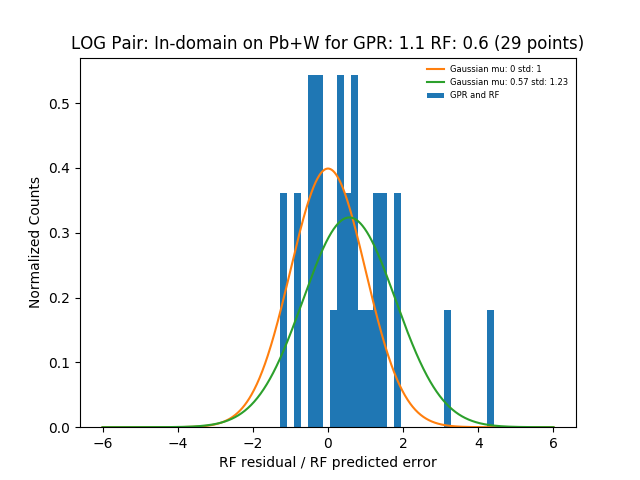 LOG Pair: In-domain on Pb+W for GPR: 1.1 RF: 0.6 (29 points)
Gaussian mu: 0 std: 1
Gaussian mu: 0.57 std: 1.23
GPR and RF
Normalized Counts
0.5
0.4
0.3
0.2
0.1
0.0
−6 −4 −2 0 2 4 6
RF residual / RF predicted error